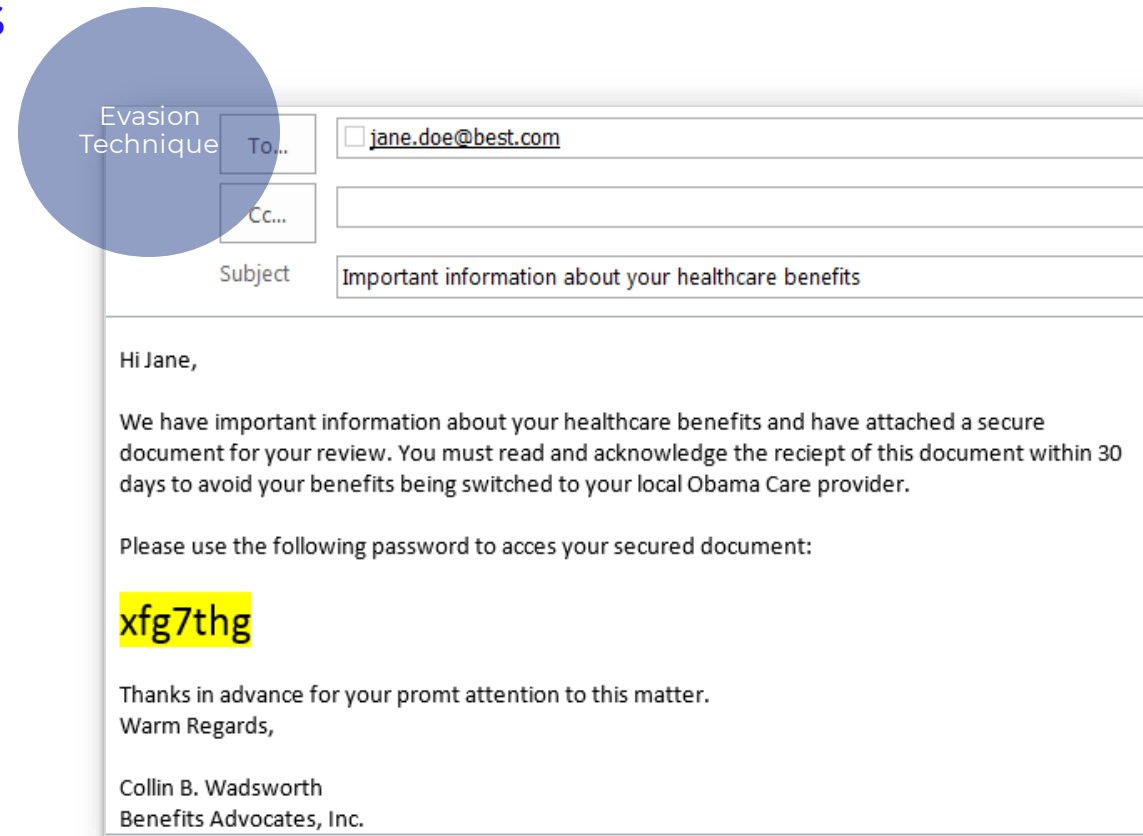 Evasion
Technique
To...
jane.doe@best.com
Cc...
Subject
Important information about your healthcare benefits
Hi Jane,
We have important information about your healthcare benefits and have attached a secure
document for your review. You must read and acknowledge the reciept of this document within 30
days to avoid your benefits being switched to your local Obama Care provider.
Please use the following password to acces your secured document:
xfg7thg
Thanks in advance for your promt attention to this matter.
Warm Regards,
Collin B. Wadsworth
Benefits Advocates, Inc.